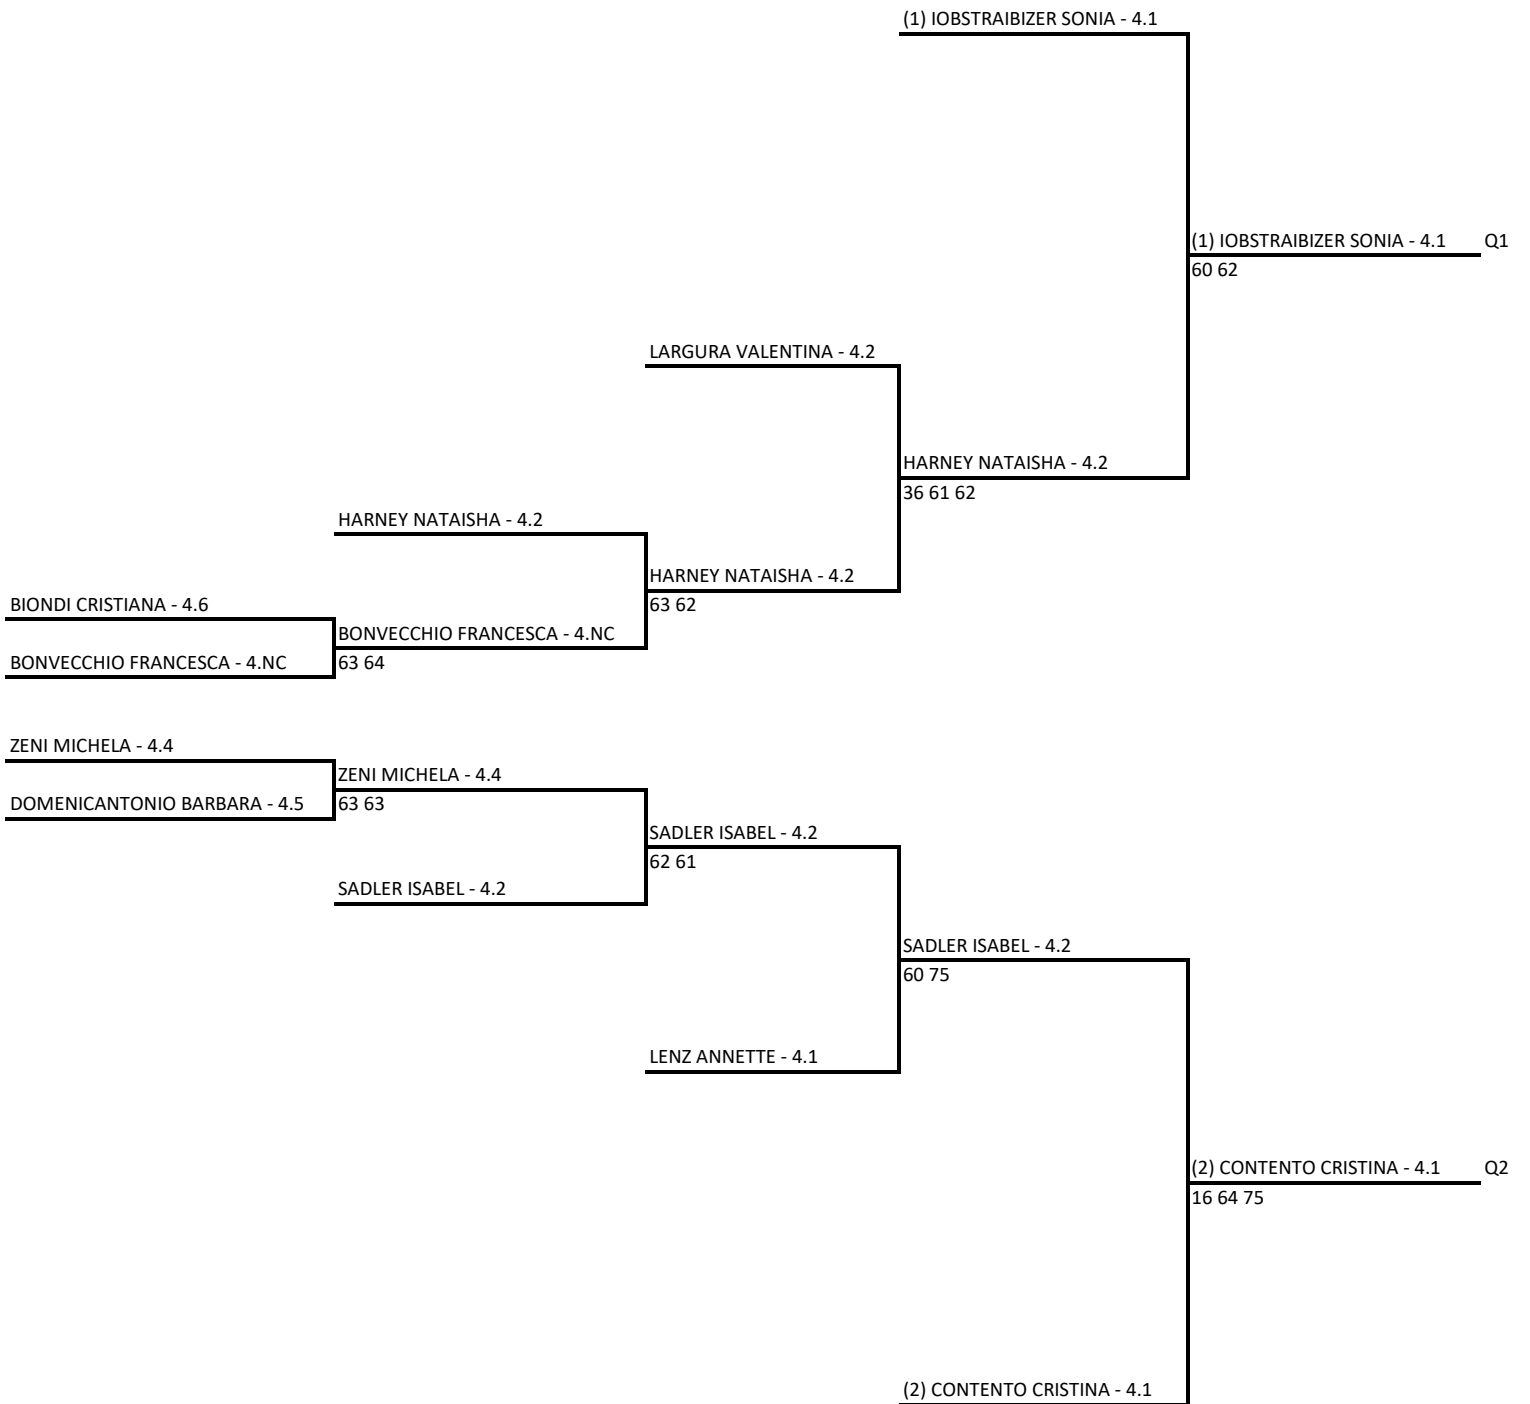 (1) IOBSTRAIBIZER SONIA - 4.1
(1) IOBSTRAIBIZER SONIA - 4.1 Q1
60 62
LARGURA VALENTINA - 4.2
HARNEY NATAISHA - 4.2
36 61 62
HARNEY NATAISHA - 4.2
HARNEY NATAISHA - 4.2
63 62
BIONDI CRISTIANA - 4.6
BONVECCHIO FRANCESCA - 4.NC
63 64
BONVECCHIO FRANCESCA - 4.NC
ZENI MICHELA - 4.4
ZENI MICHELA - 4.4
63 63
DOMENICANTONIO BARBARA - 4.5
SADLER ISABEL - 4.2
62 61
SADLER ISABEL - 4.2
SADLER ISABEL - 4.2
60 75
LENZ ANNETTE - 4.1
(2) CONTENTO CRISTINA - 4.1 Q2
16 64 75
(2) CONTENTO CRISTINA - 4.1